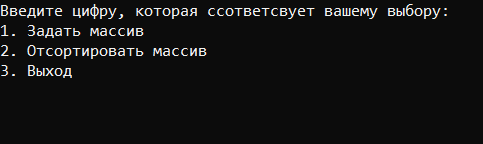 Введите цифру, которая ссответсвует вашему выбору:
1. Задать массив
2. Отсортировать массив
3. Выход